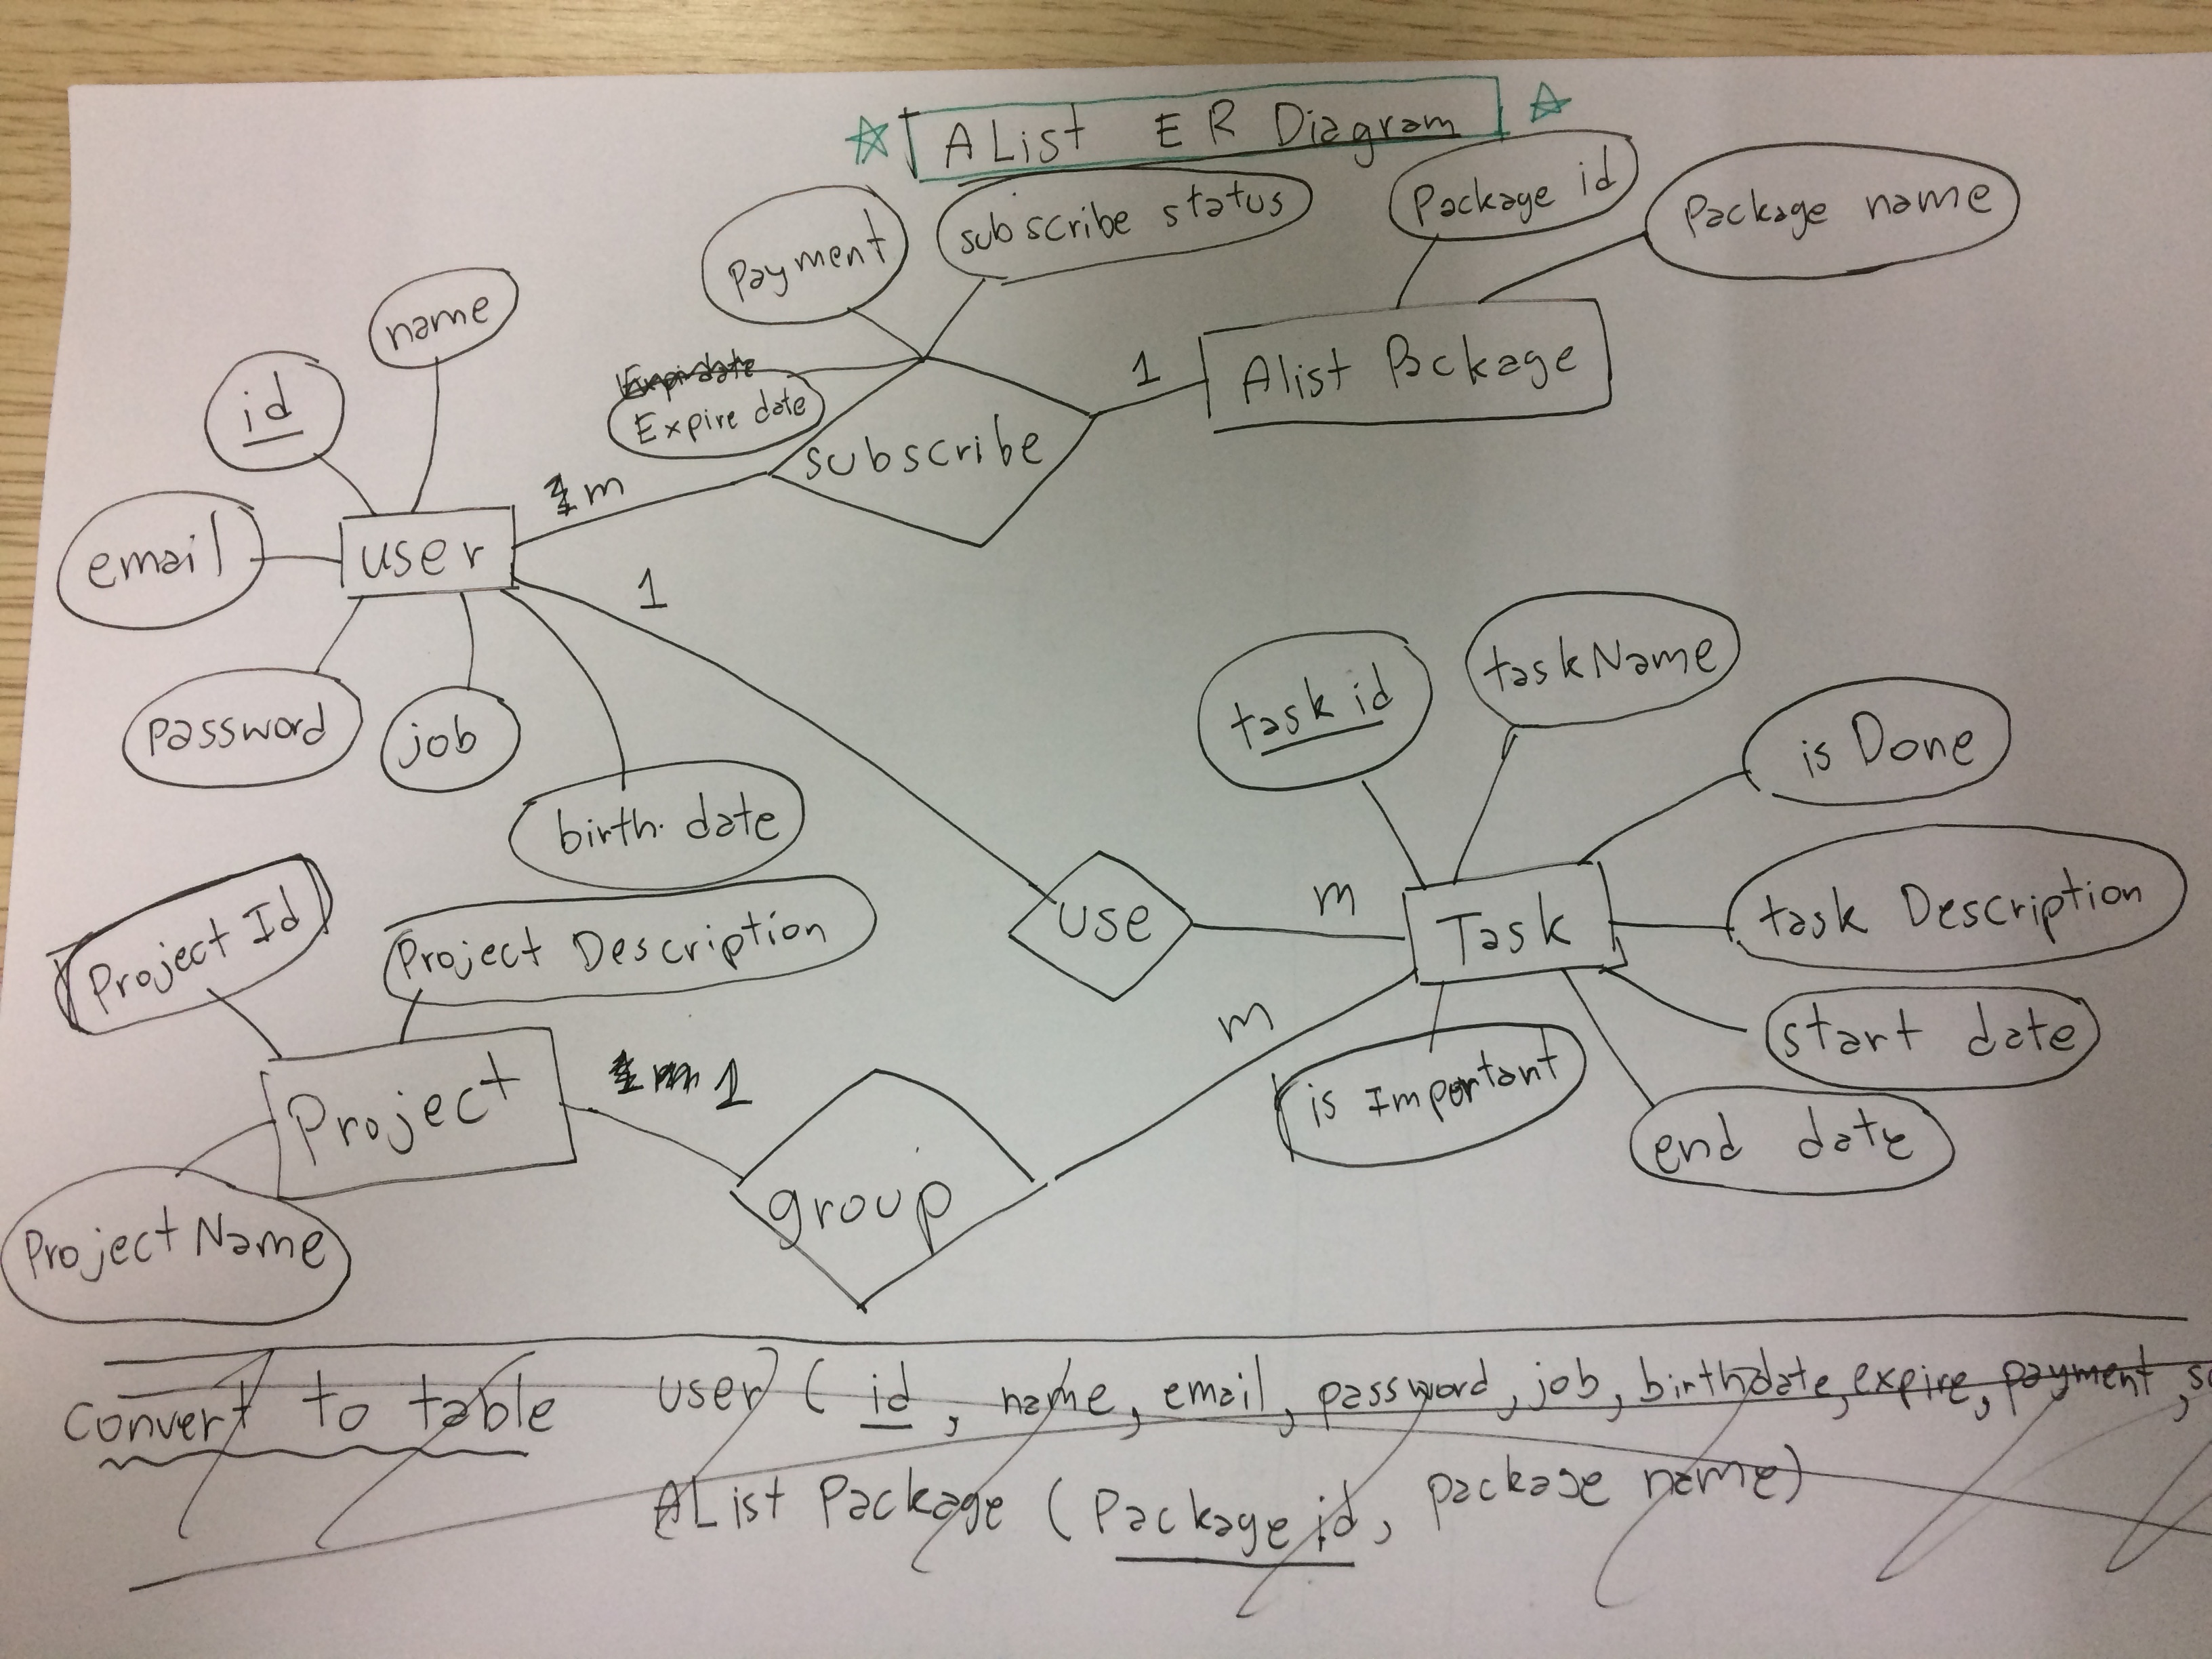 AList ER Diagram
Payment
subscribe status
Package id
Package name
name
id
Expire date
subscribe
1
Alist Package
m
email
user
1
password
job
birth date
task id
taskName
is Done
use
m
Task
task Description
Project Id
Project Description
start date
m
is Important
end date
Project
1
group
Project Name
convert to table
user ( id, name, email, password, job, birthdate, expire, payment,
AList Package ( Package id, package name)